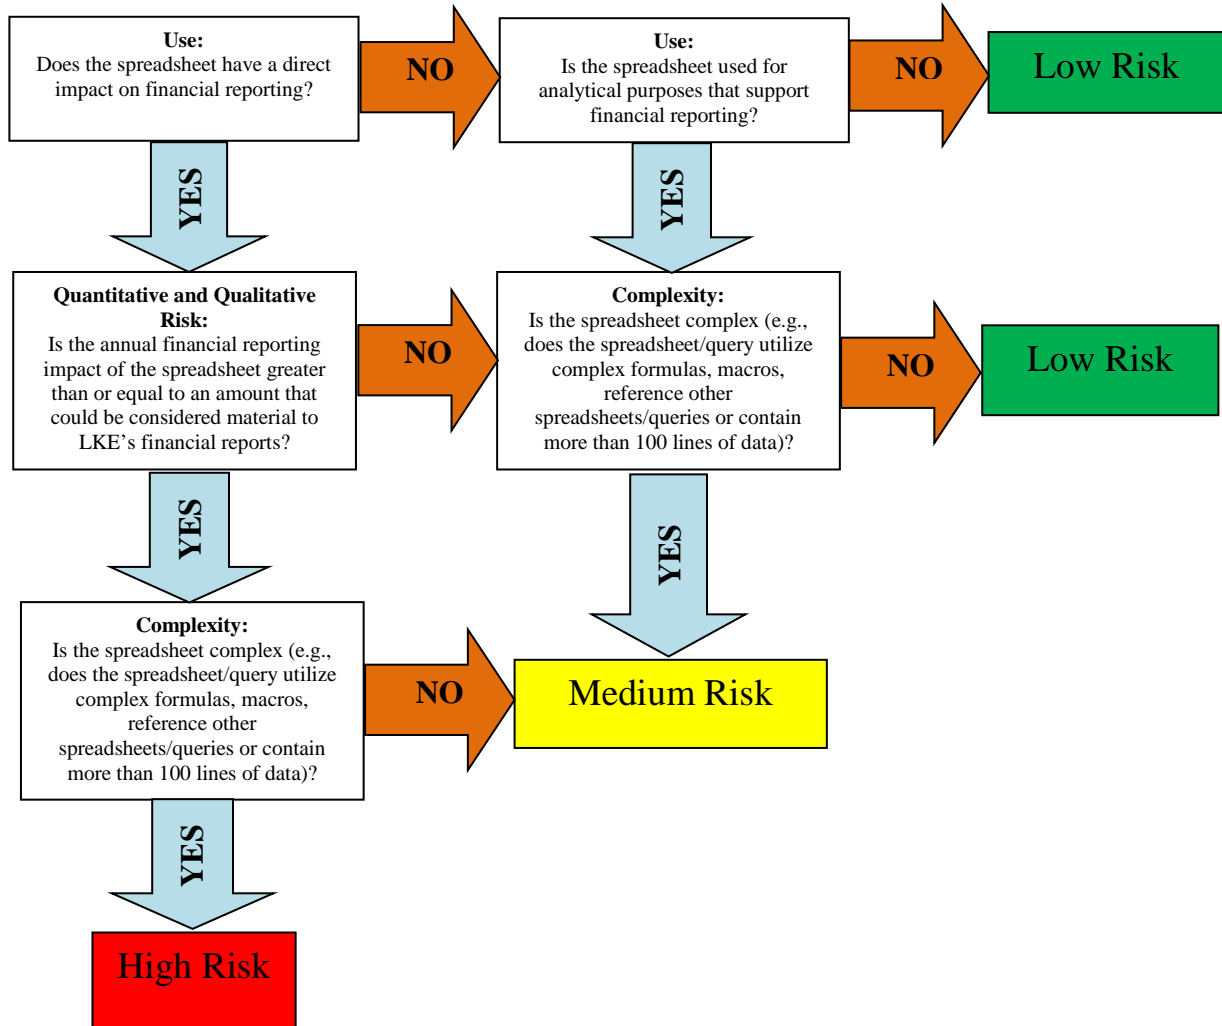 Use:
Does the spreadsheet have a direct
impact on financial reporting?
NO
Use:
Is the spreadsheet used for
analytical purposes that support
financial reporting?
NO
Low Risk
YES
YES
Quantitative and Qualitative
Risk:
Is the annual financial reporting
impact of the spreadsheet greater
than or equal to an amount that
could be considered material to
LKE’s financial reports?
NO
Complexity:
Is the spreadsheet complex (e.g.,
does the spreadsheet/query utilize
complex formulas, macros,
reference other
spreadsheets/queries or contain
more than 100 lines of data)?
NO
Low Risk
YES
YES
Complexity:
Is the spreadsheet complex (e.g.,
does the spreadsheet/query utilize
complex formulas, macros,
reference other
spreadsheets/queries or contain
more than 100 lines of data)?
NO
Medium Risk
YES
High Risk